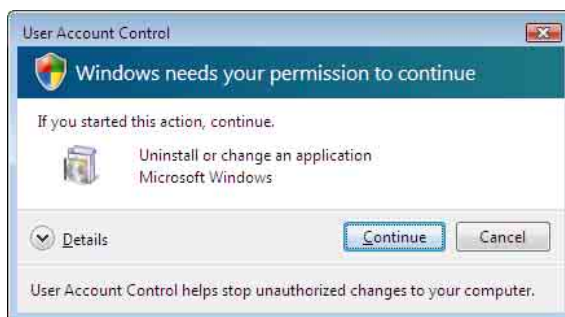 User Account Control
Windows needs your permission to continue
If you started this action, continue.
Uninstall or change an application
Microsoft Windows
Details
Continue
Cancel
User Account Control helps stop unauthorized changes to your computer.